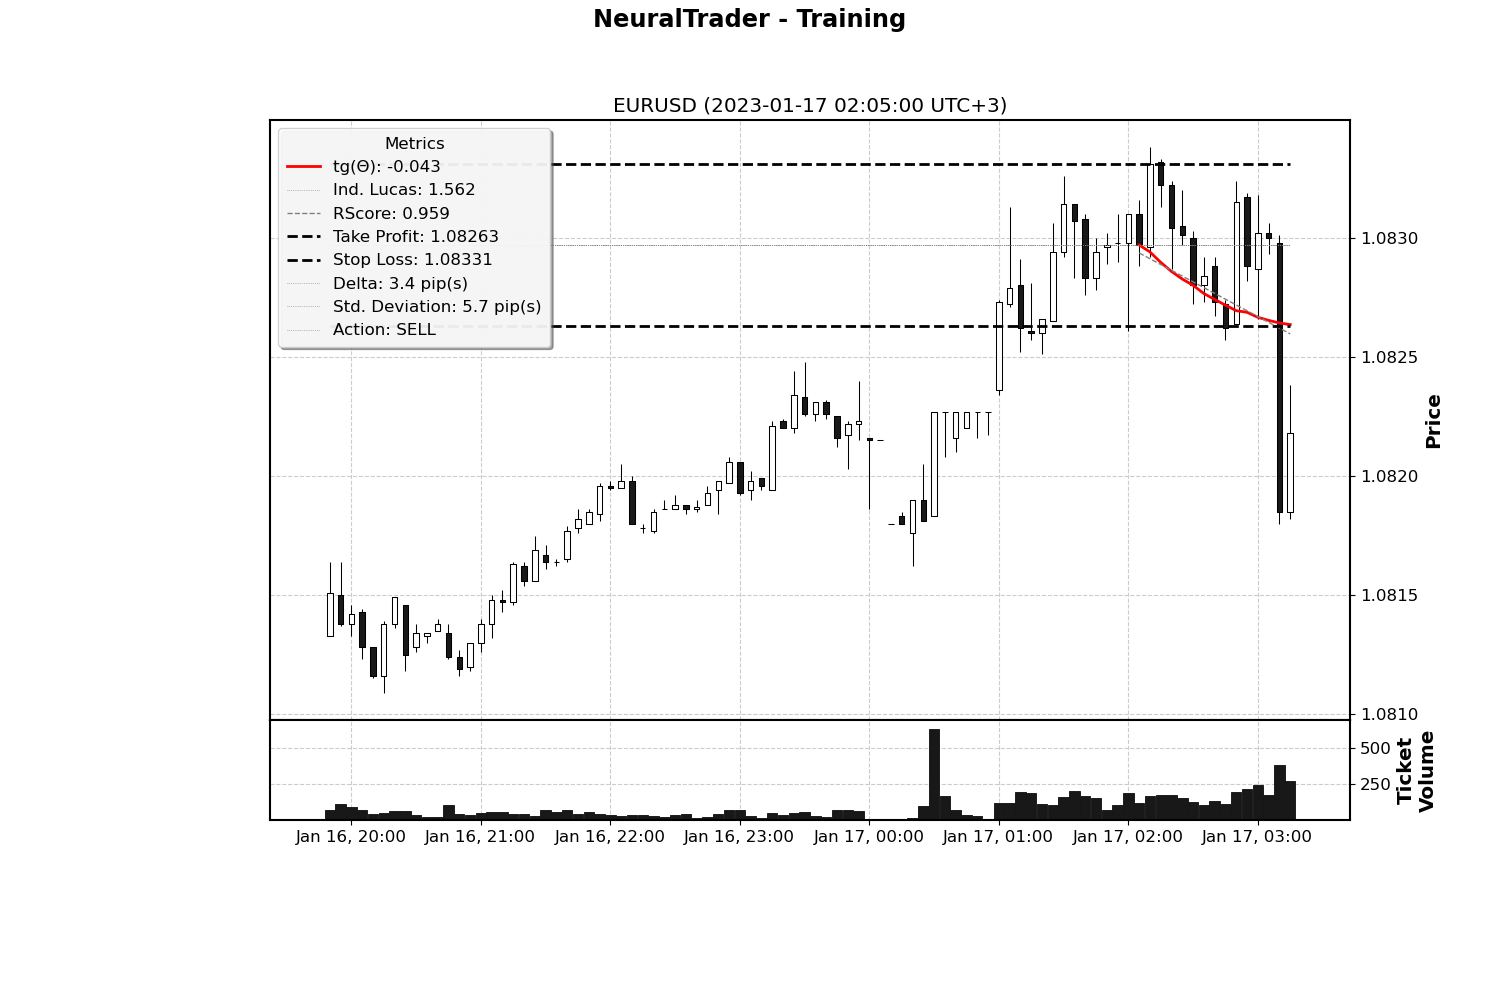 NeuralTrader - Training
EURUSD (2023-01-17 02:05:00 UTC+3)
Metrics
tg(Θ): -0.043
Ind. Lucas: 1.562
RScore: 0.959
Take Profit: 1.08263
Stop Loss: 1.08331
Delta: 3.4 pip(s)
Std. Deviation: 5.7 pip(s)
Action: SELL
1.0830
1.0825
1.0820
1.0815
1.0810
Price
500
250
Ticket
Volume
Jan 16, 20:00 Jan 16, 21:00 Jan 16, 22:00 Jan 16, 23:00 Jan 17, 00:00 Jan 17, 01:00 Jan 17, 02:00 Jan 17, 03:00